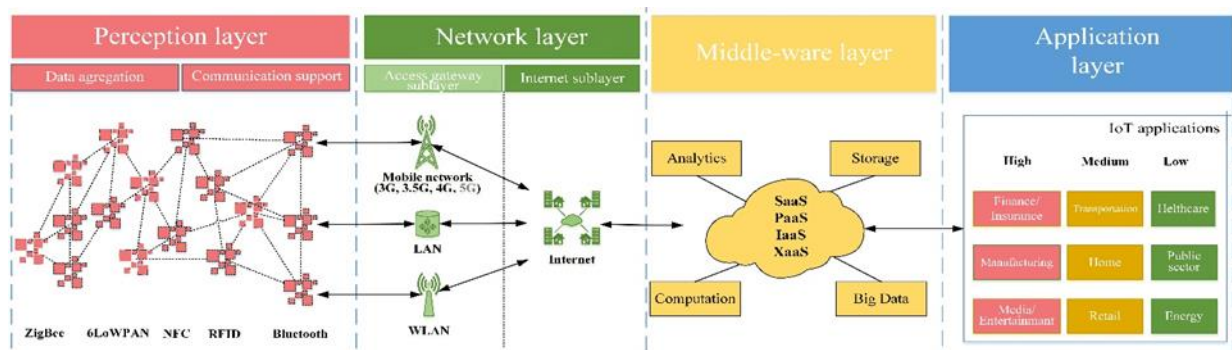 Perception layer
Data agregation
Communication support
ZigBee
6LoWPAN
NFC
RFID
Bluetooth
Network layer
Access gateway
sublayer
Internet sublayer
Mobile network
(3G, 3.5G, 4G, 5G)
LAN
WLAN
Internet
Middle-ware layer
Analytics
Storage
SaaS
PaaS
IaaS
XaaS
Computation
Big Data
Application
layer
IoT applications
High
Medium
Low
Finance/
Insurance
Transportation
Helthcare
Manufacturing
Home
Public
sector
Media/
Entertainmant
Retail
Energy